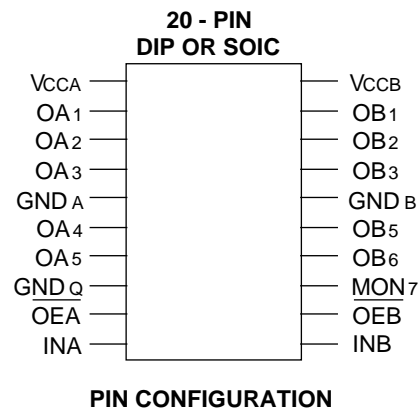 20 - PIN
DIP OR SOIC
VCCA VCCB
OA1 OB1
OA2 OB2
OA3 OB3
GND A GND B
OA4 OB5
OA5 OB6
GND Q MON7
OEA OEB
INA INB
PIN CONFIGURATION